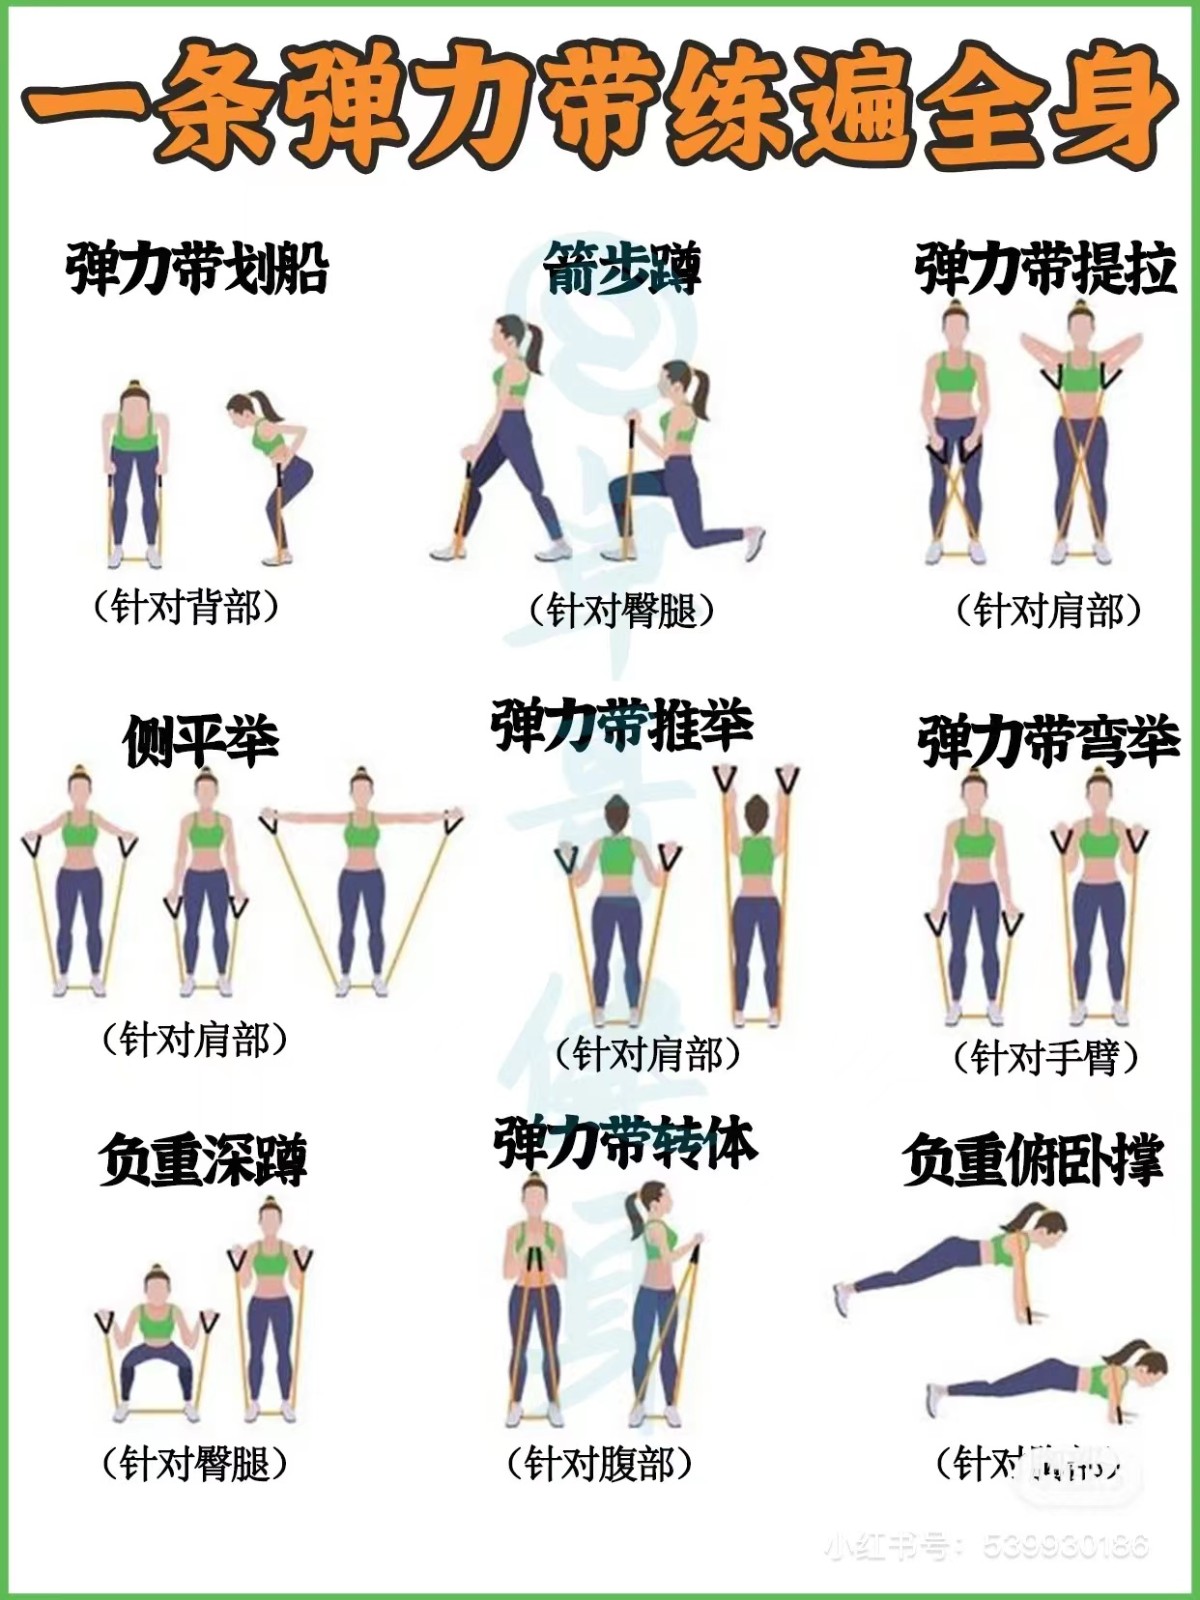 一条弹力带练遍全身
弹力带划船
箭步蹲
弹力带提拉
（针对背部）
（针对臀腿）
（针对肩部）
侧平举
弹力带推举
弹力带弯举
（针对肩部）
（针对肩部）
（针对手臂）
负重深蹲
弹力带转体
负重俯卧撑
（针对臀腿）
（针对腹部）
（针对
小红书号：539930186